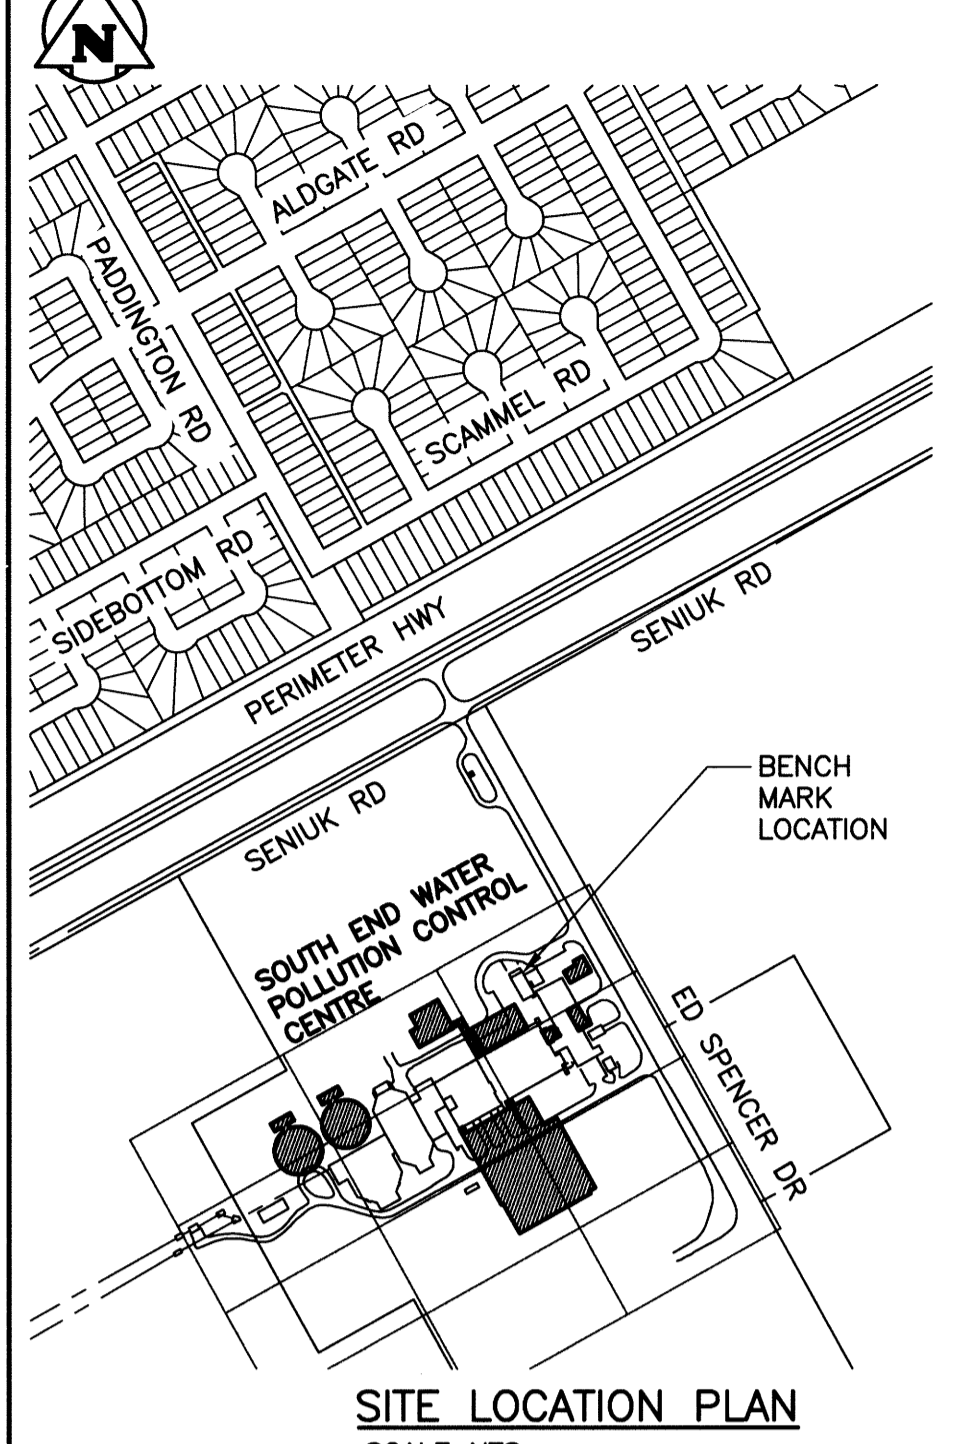 N
ALDGATE RD
PADDINGTON RD
SCAMMEL RD
SIDEBOTTOM RD
PERIMETER HWY
SENIUK RD
SENIUK RD
BENCH
MARK
LOCATION
SOUTH END WATER
POLLUTION CONTROL
CENTRE
ED SPENCER DR
SITE LOCATION PLAN